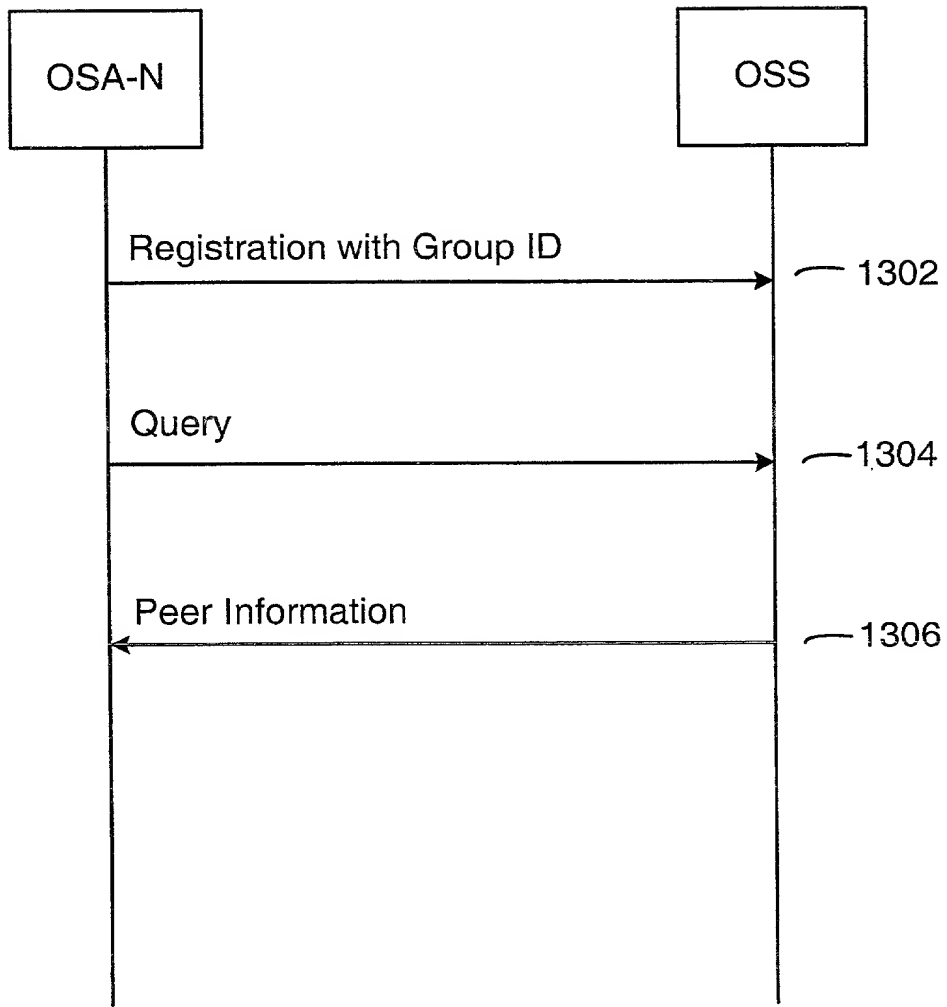 OSA-N
OSS
Registration with Group ID
1302
Query
1304
Peer Information
1306